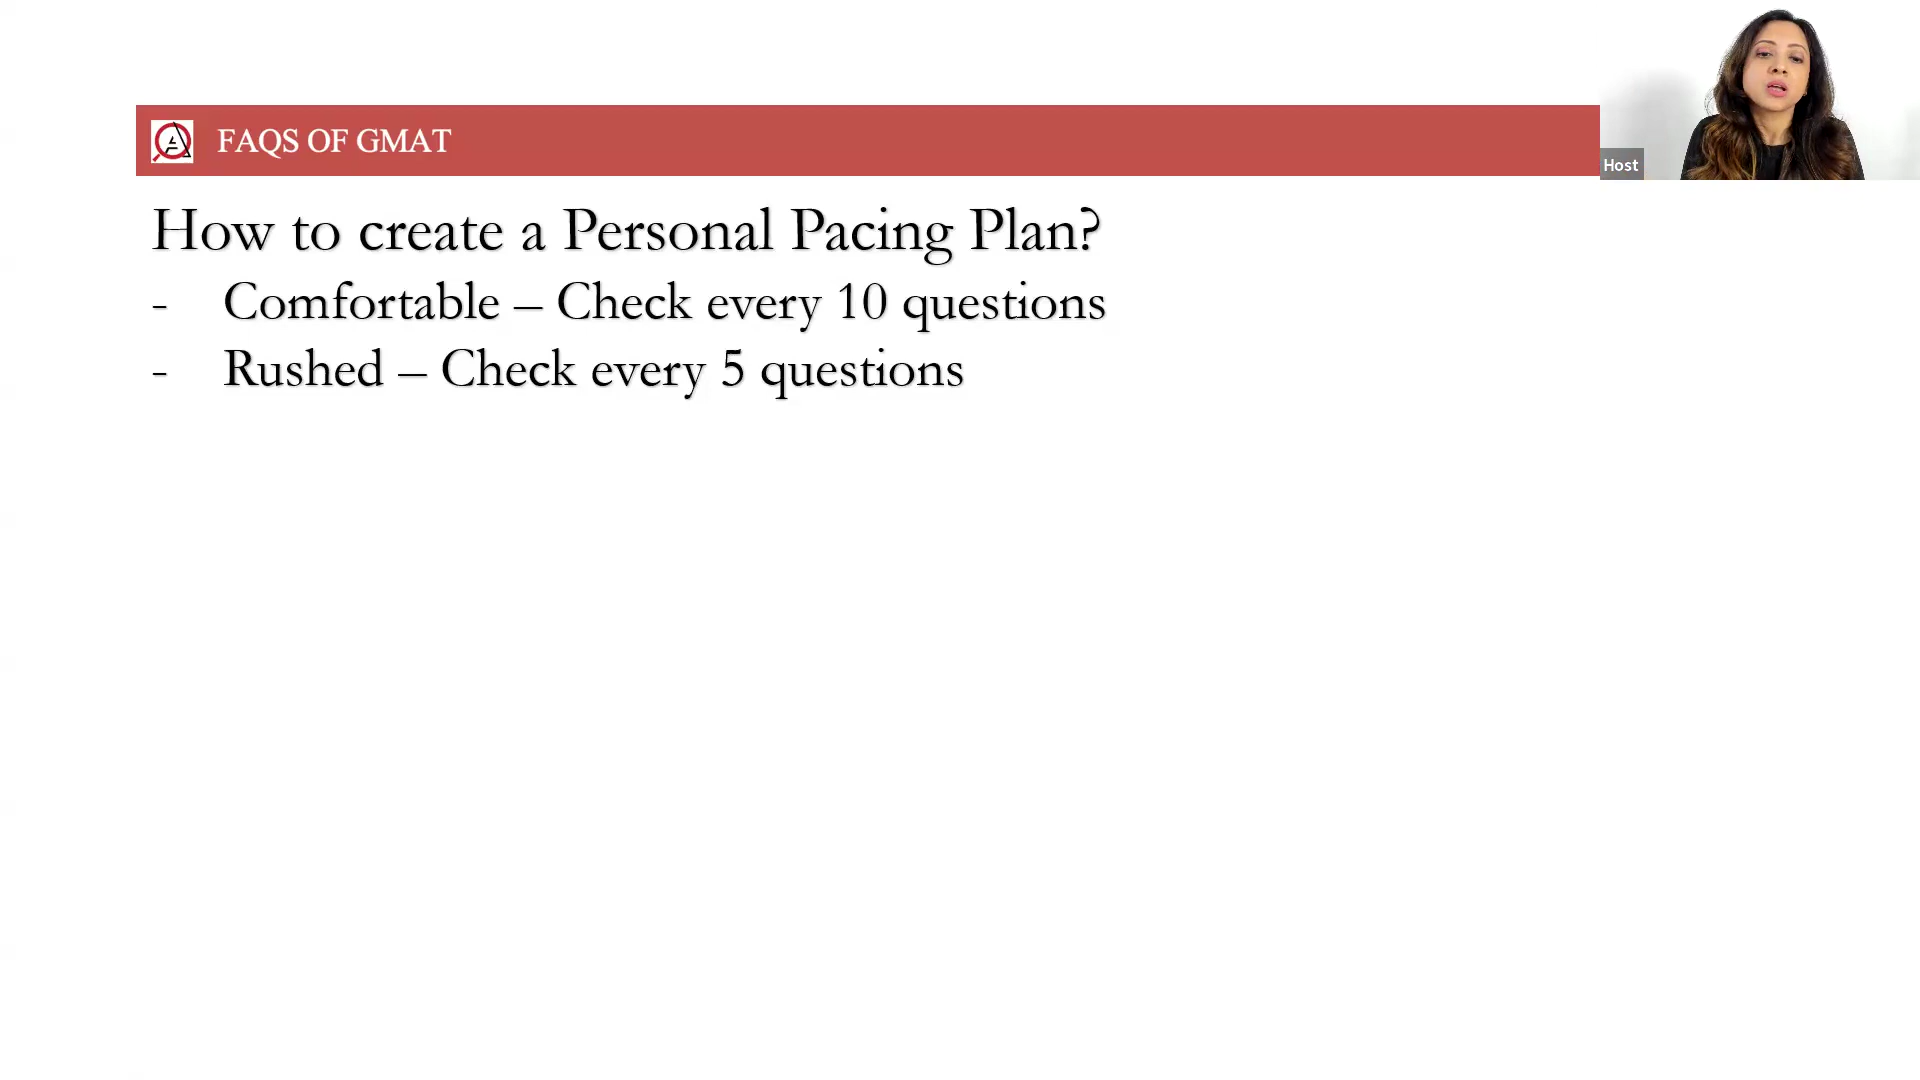 FAQS OF GMAT
Host
How to create a Personal Pacing Plan?
- Comfortable – Check every 10 questions
- Rushed – Check every 5 questions